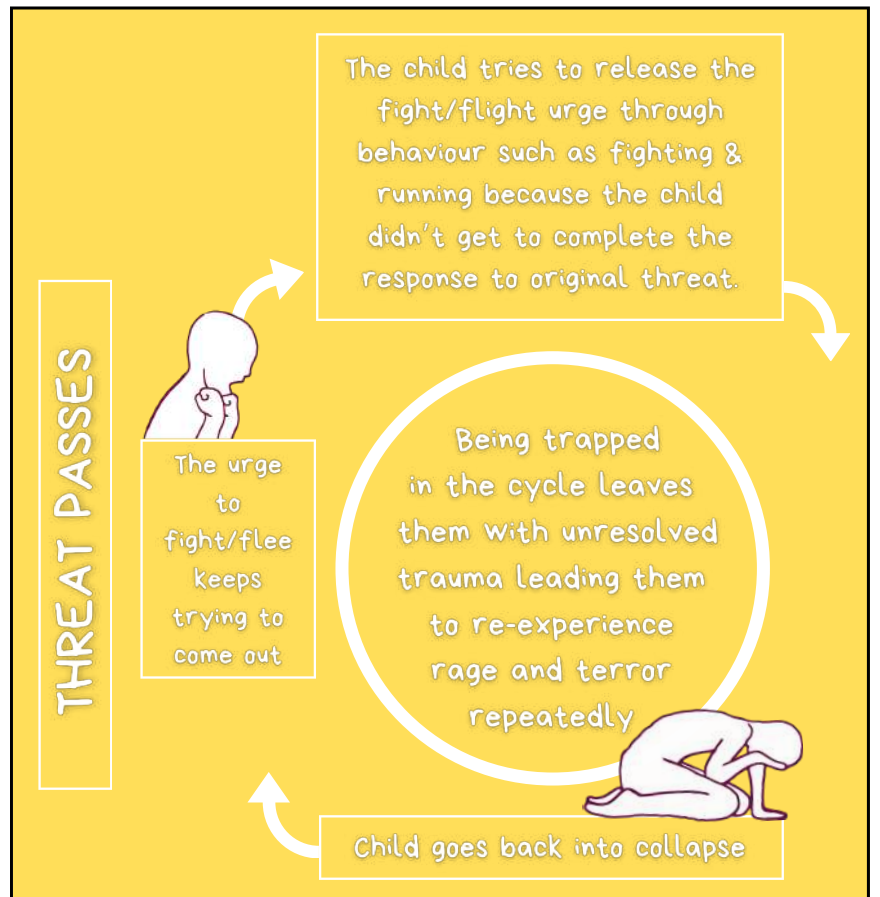 THREAT PASSES
The urge
to
fight/flee
keeps
trying to
come out
The child tries to release the
fight/flight urge through
behaviour such as fighting &
running because the child
didn't get to complete the
response to original threat.
Being trapped
in the cycle leaves
them with unresolved
trauma leading them
to re-experience
rage and terror
repeatedly
Child goes back into collapse